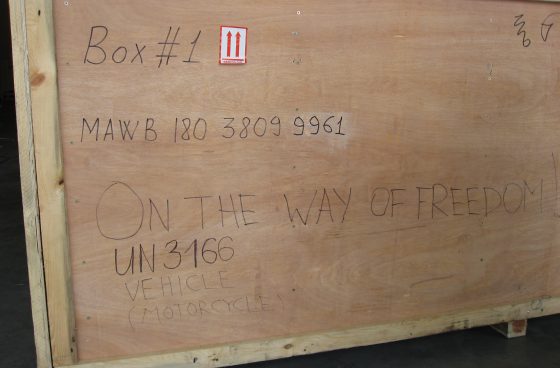 Box #1
MAWB 180 3809 9961
ON THE WAY OF FREEDOM!
UN 3166
VEHICLE
(MOTORCYCLE)